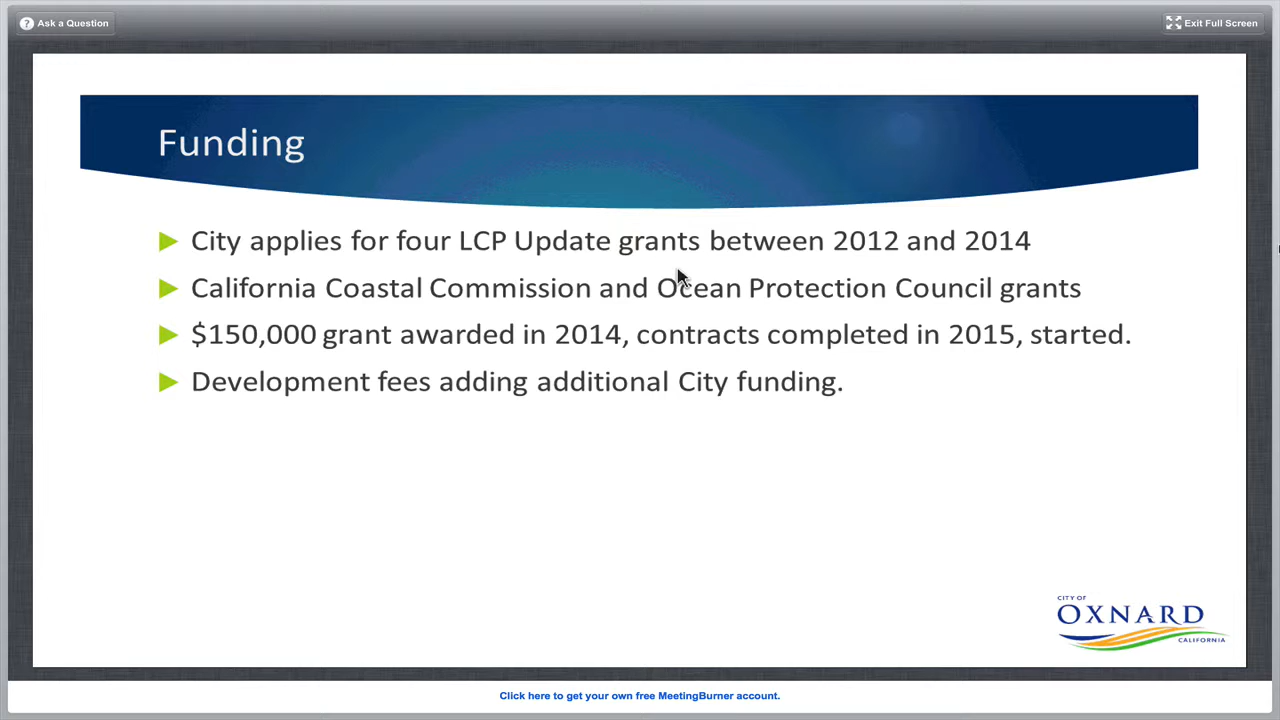 Ask a Question
Exit Full Screen
Funding
City applies for four LCP Update grants between 2012 and 2014
California Coastal Commission and Ocean Protection Council grants
$150,000 grant awarded in 2014, contracts completed in 2015, started.
Development fees adding additional City funding.
CITY OF
OXNARD
CALIFORNIA
Click here to get your own free MeetingBurner account.